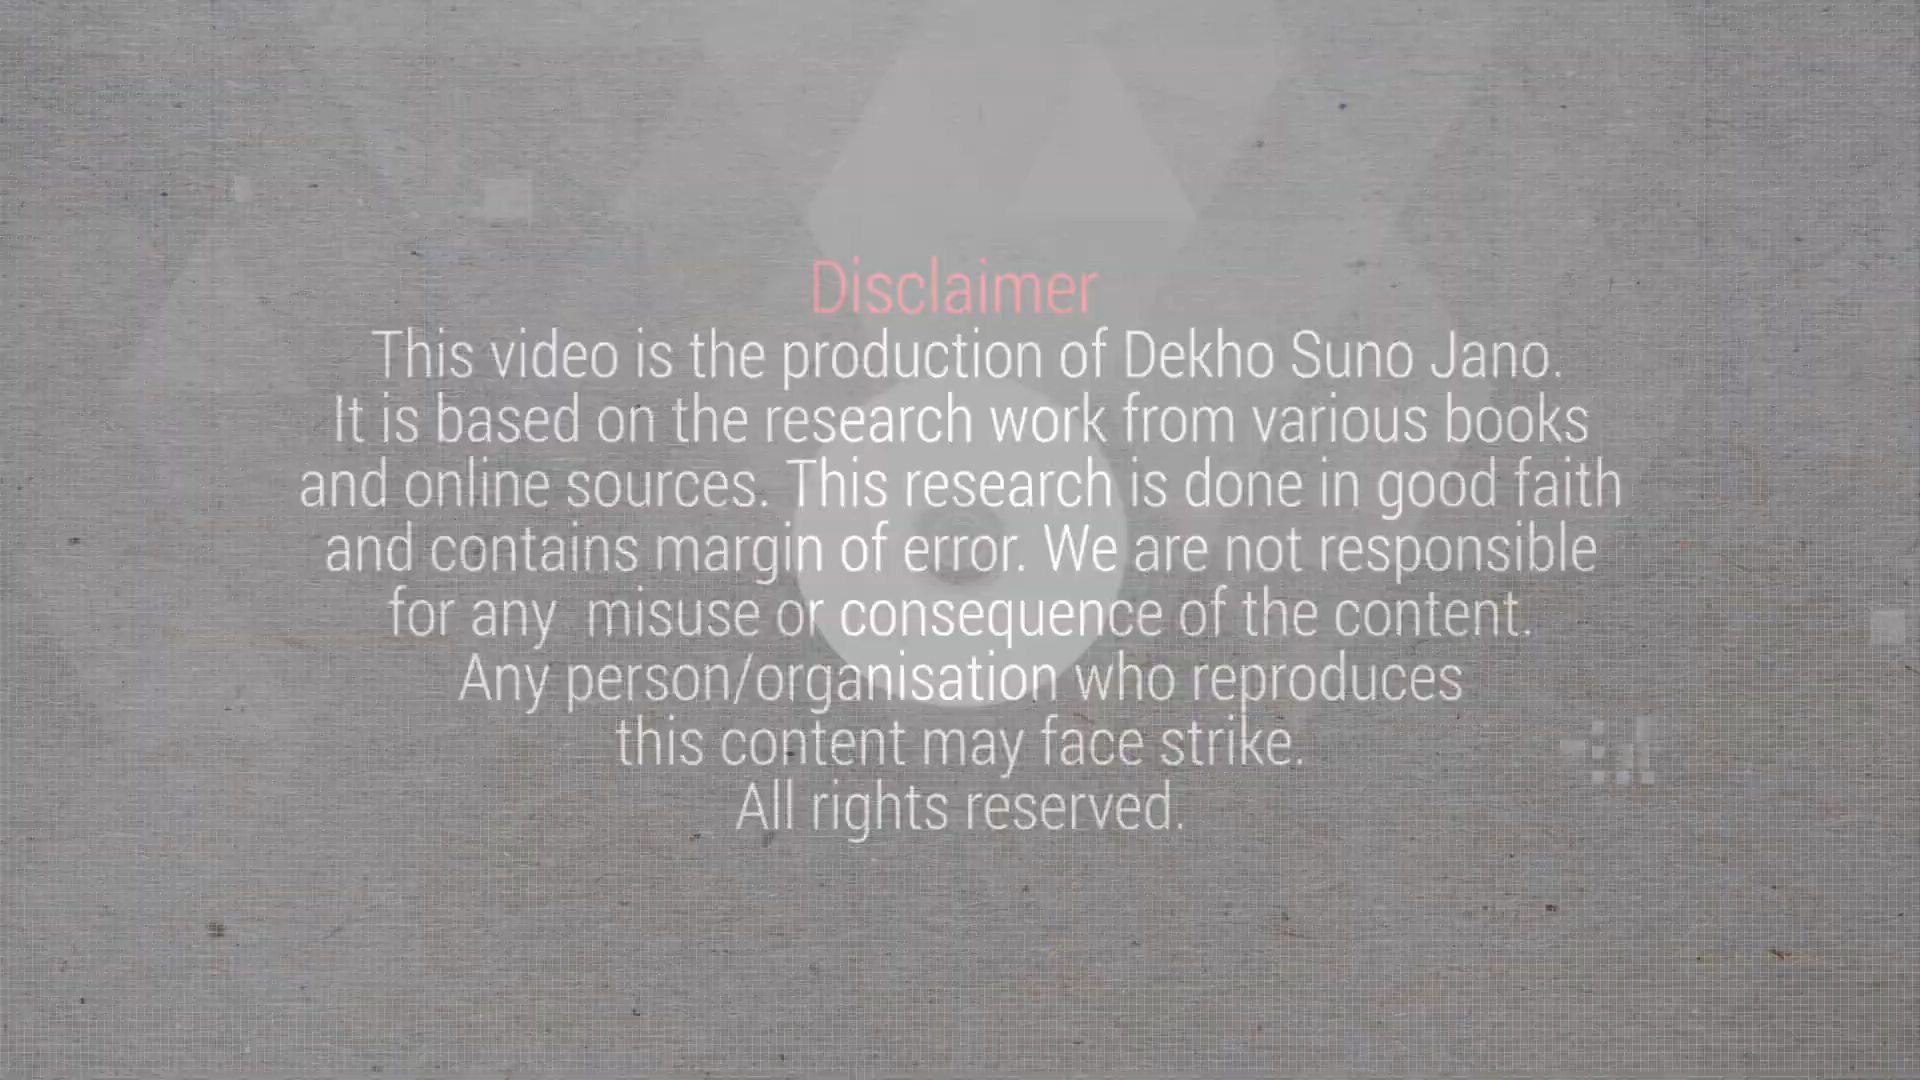 Disclaimer
This video is the production of Dekho Suno Jano.
It is based on the research work from various books
and online sources. This research is done in good faith
and contains margin of error. We are not responsible
for any  misuse or consequence of the content.
Any person/organisation who reproduces
this content may face strike.
All rights reserved.